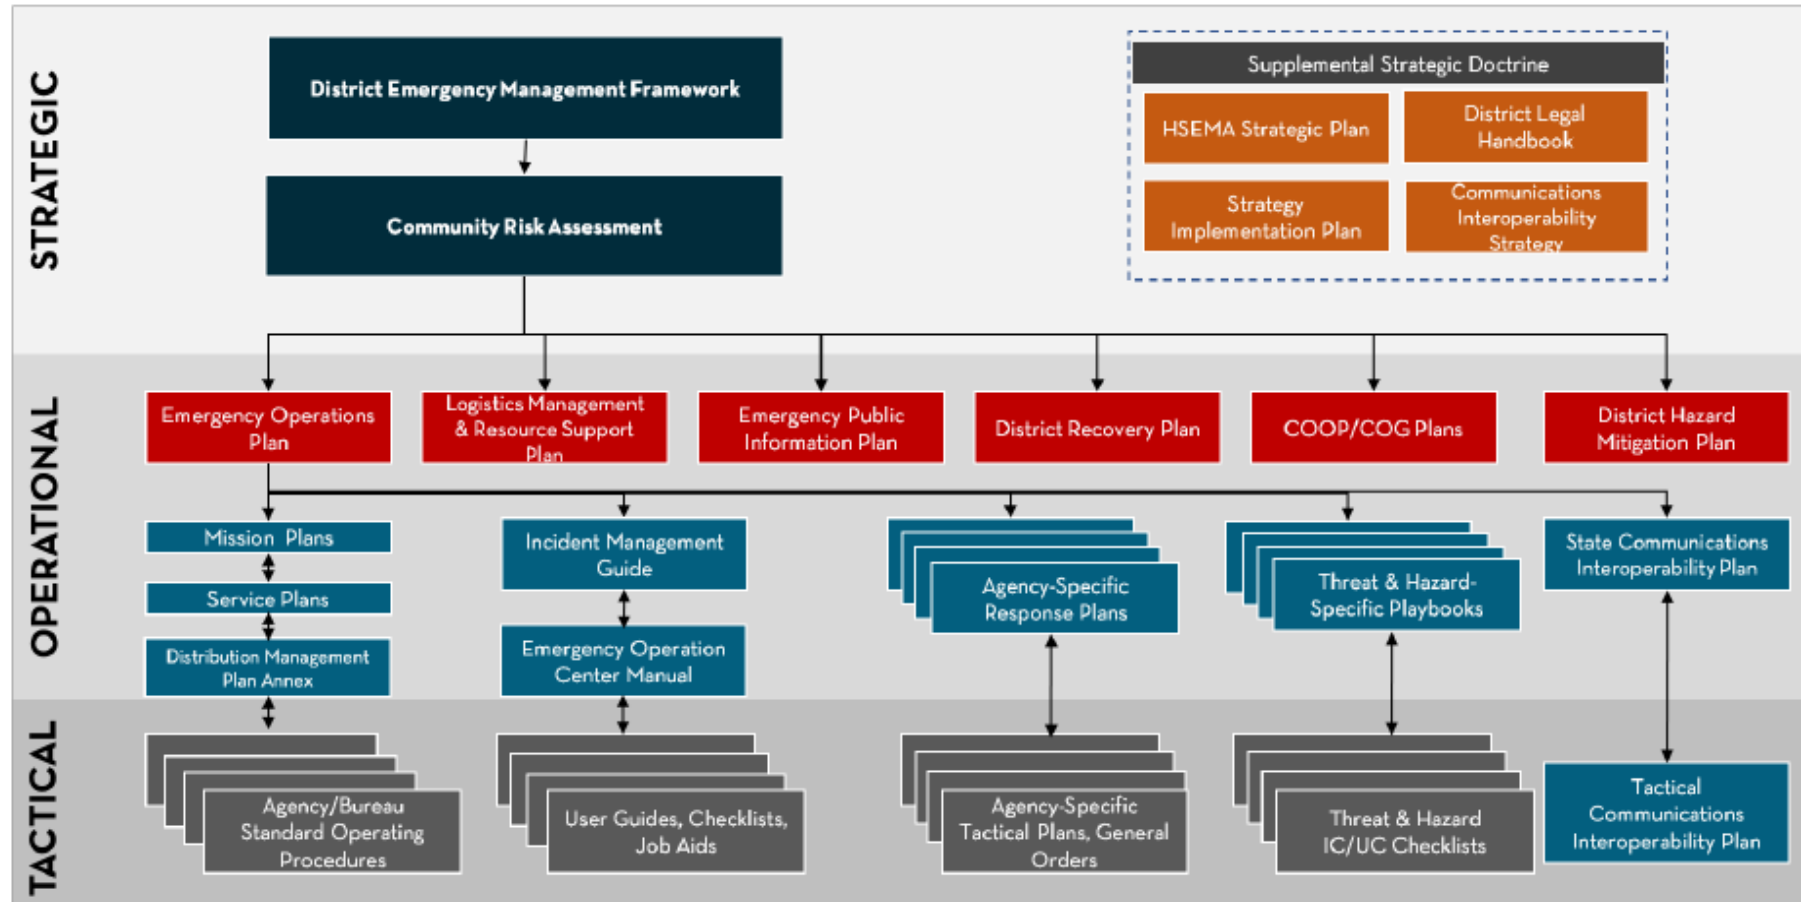 STRATEGIC
District Emergency Management Framework
Community Risk Assessment
Supplemental Strategic Doctrine
HSEMA Strategic Plan
District Legal
Handbook
Strategy
Implementation Plan
Communications
Interoperability
Strategy
OPERATIONAL
Emergency Operations
Plan
Logistics Management
& Resource Support
Plan
Emergency Public
Information Plan
District Recovery Plan
COOP/COG Plans
District Hazard
Mitigation Plan
Mission Plans
Service Plans
Distribution Management
Plan Annex
Incident Management
Guide
Emergency Operation
Center Manual
Agency-Specific
Response Plans
Threat & Hazard-
Specific Playbooks
State Communications
Interoperability Plan
TACTICAL
Agency/Bureau
Standard Operating
Procedures
User Guides, Checklists,
Job Aids
Agency-Specific
Tactical Plans, General
Orders
Threat & Hazard
IC/UC Checklists
Tactical
Communications
Interoperability Plan